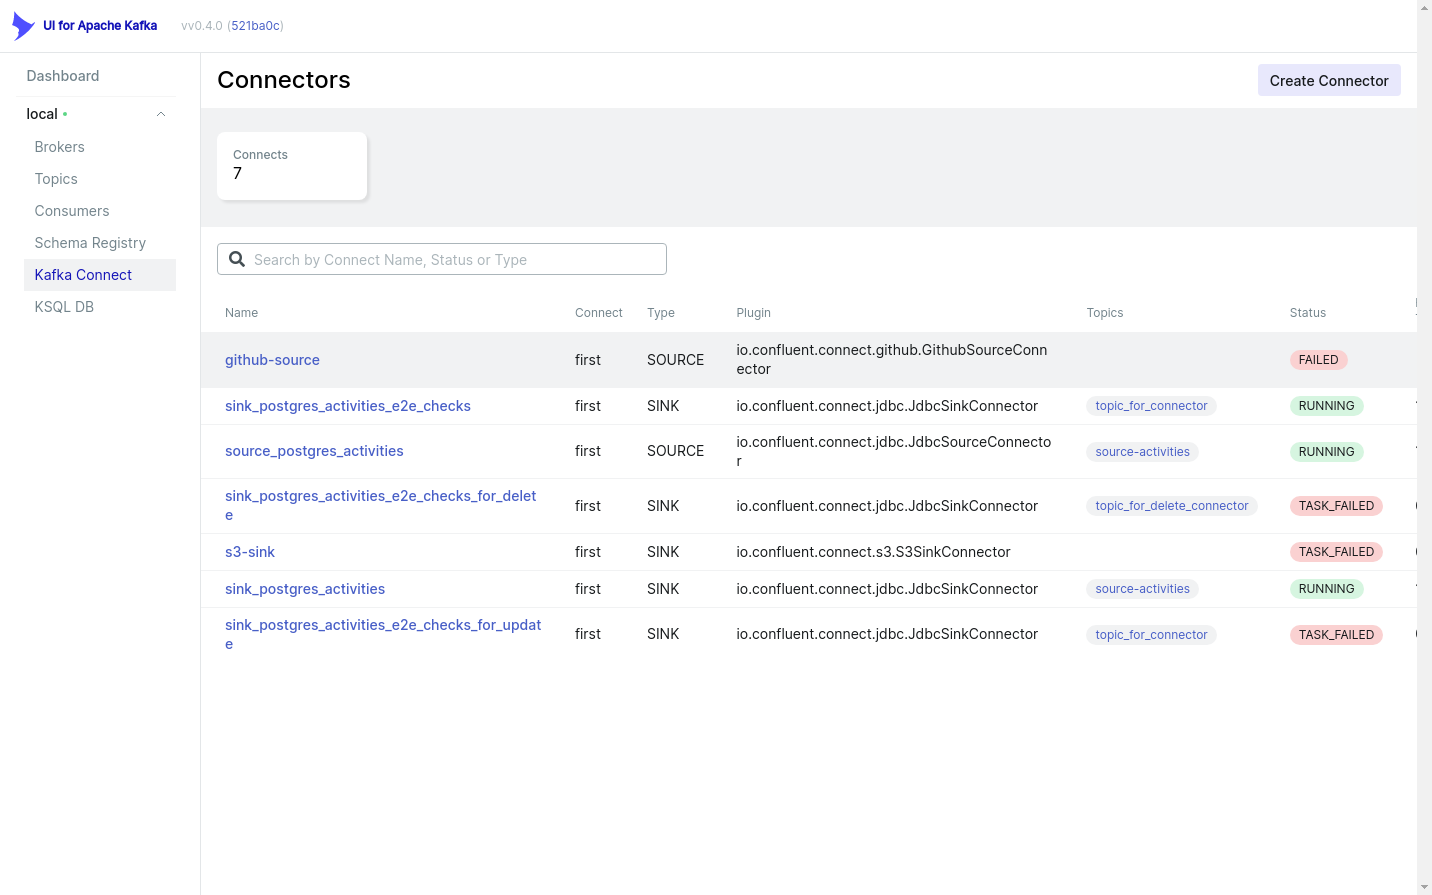 UI for Apache Kafka vv0.4.0 (521ba0c)
Dashboard
local
Brokers
Topics
Consumers
Schema Registry
Kafka Connect
KSQL DB
Connectors
Create Connector
Connects
7
Search by Connect Name, Status or Type
Name Connect Type Plugin Topics Status
github-source first SOURCE io.confluent.connect.github.GithubSourceConn
ector FAILED
sink_postgres_activities_e2e_checks first SINK io.confluent.connect.jdbc.JdbcSinkConnector topic_for_connector RUNNING
source_postgres_activities first SOURCE io.confluent.connect.jdbc.JdbcSourceConnecto
r source-activities RUNNING
sink_postgres_activities_e2e_checks_for_delet
e first SINK io.confluent.connect.jdbc.JdbcSinkConnector topic_for_delete_connector TASK_FAILED
s3-sink first SINK io.confluent.connect.s3.S3SinkConnector TASK_FAILED
sink_postgres_activities first SINK io.confluent.connect.jdbc.JdbcSinkConnector source-activities RUNNING
sink_postgres_activities_e2e_checks_for_updat
e first SINK io.confluent.connect.jdbc.JdbcSinkConnector topic_for_connector TASK_FAILED